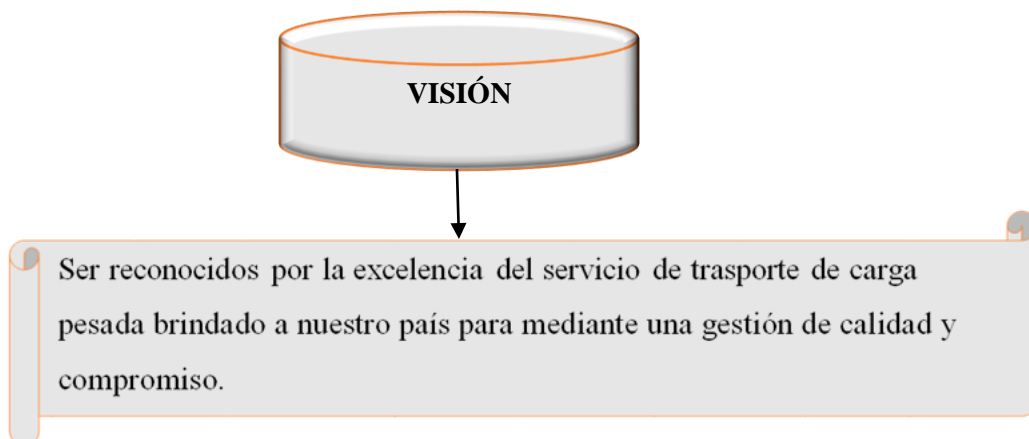 VISIÓN
Ser reconocidos por la excelencia del servicio de trasporte de carga
pesada brindado a nuestro país para mediante una gestión de calidad y
compromiso.